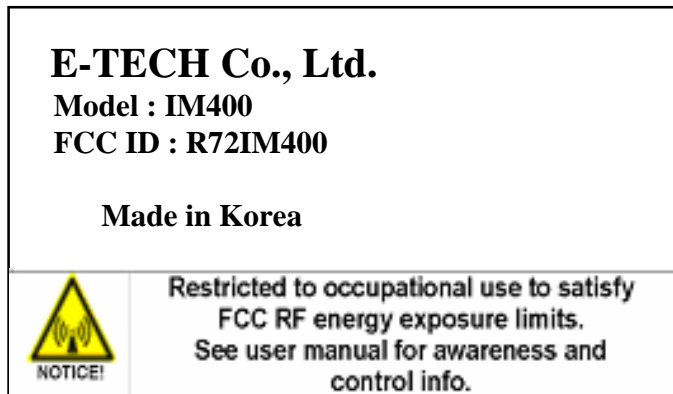 E-TECH Co., Ltd.
Model : IM400
FCC ID : R72IM400
Made in Korea
NOTICE!
Restricted to occupational use to satisfy
FCC RF energy exposure limits.
See user manual for awareness and
control info.